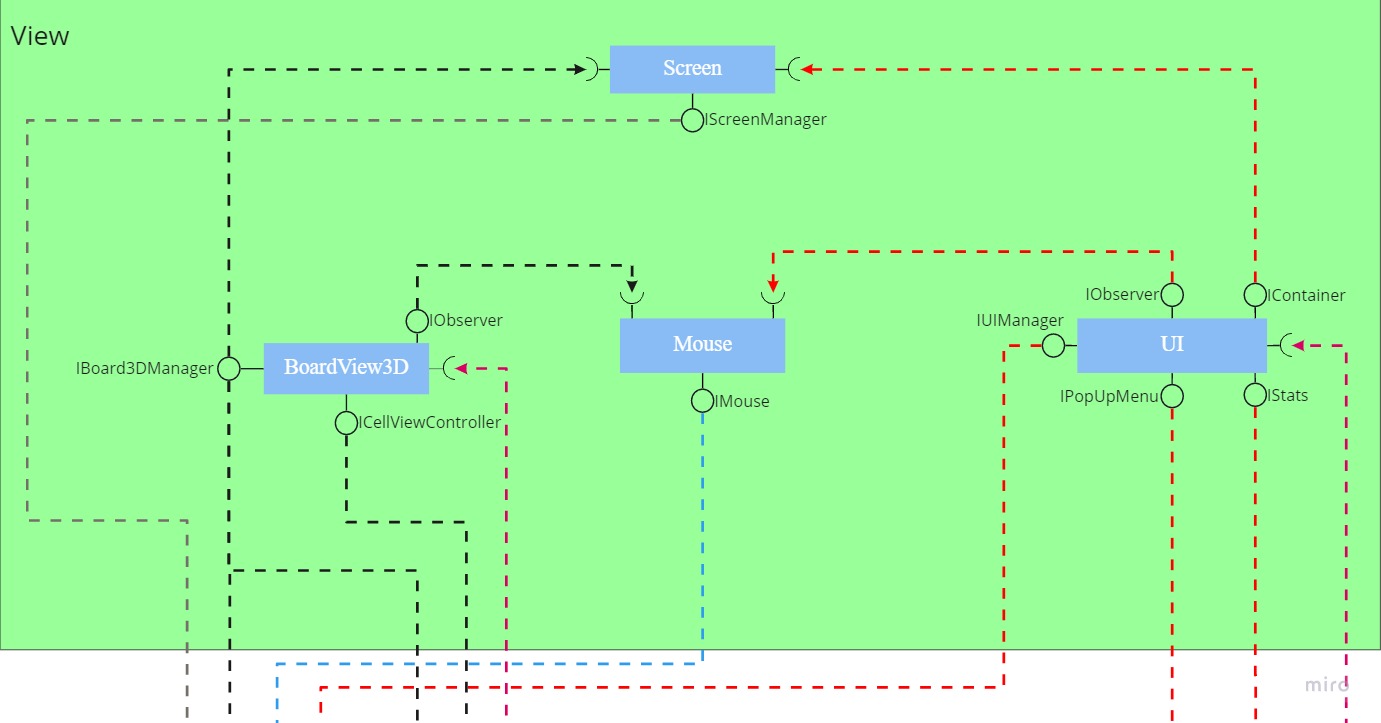 View
Screen
IScreenManager
IObserver
IContainer
IObserver
IUIManager
Mouse
UI
IBoard3DManager
BoardView3D
IMouse
IPopUpMenu
IStats
ICellViewController
miro